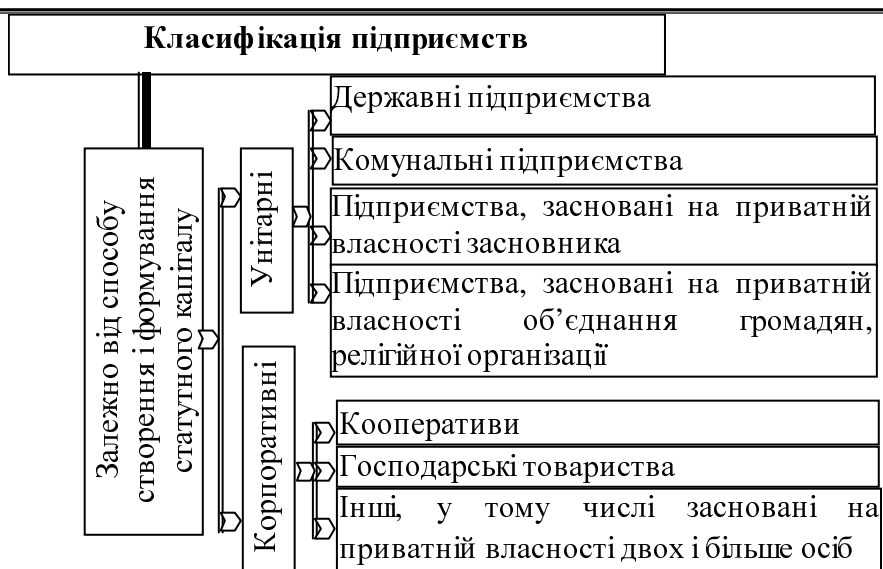 Класифікація підприємств
Залежно від способу
створення і формування
статутного капіталу
Унітарні
Державні підприємства
Комунальні підприємства
Підприємства, засновані на приватній
власності засновника
Підприємства, засновані на приватній
власності об’єднання громадян,
релігійної організації
Корпоративні
Кооперативи
Господарські товариства
Інші, у тому числі засновані на
приватній власності двох і більше осіб